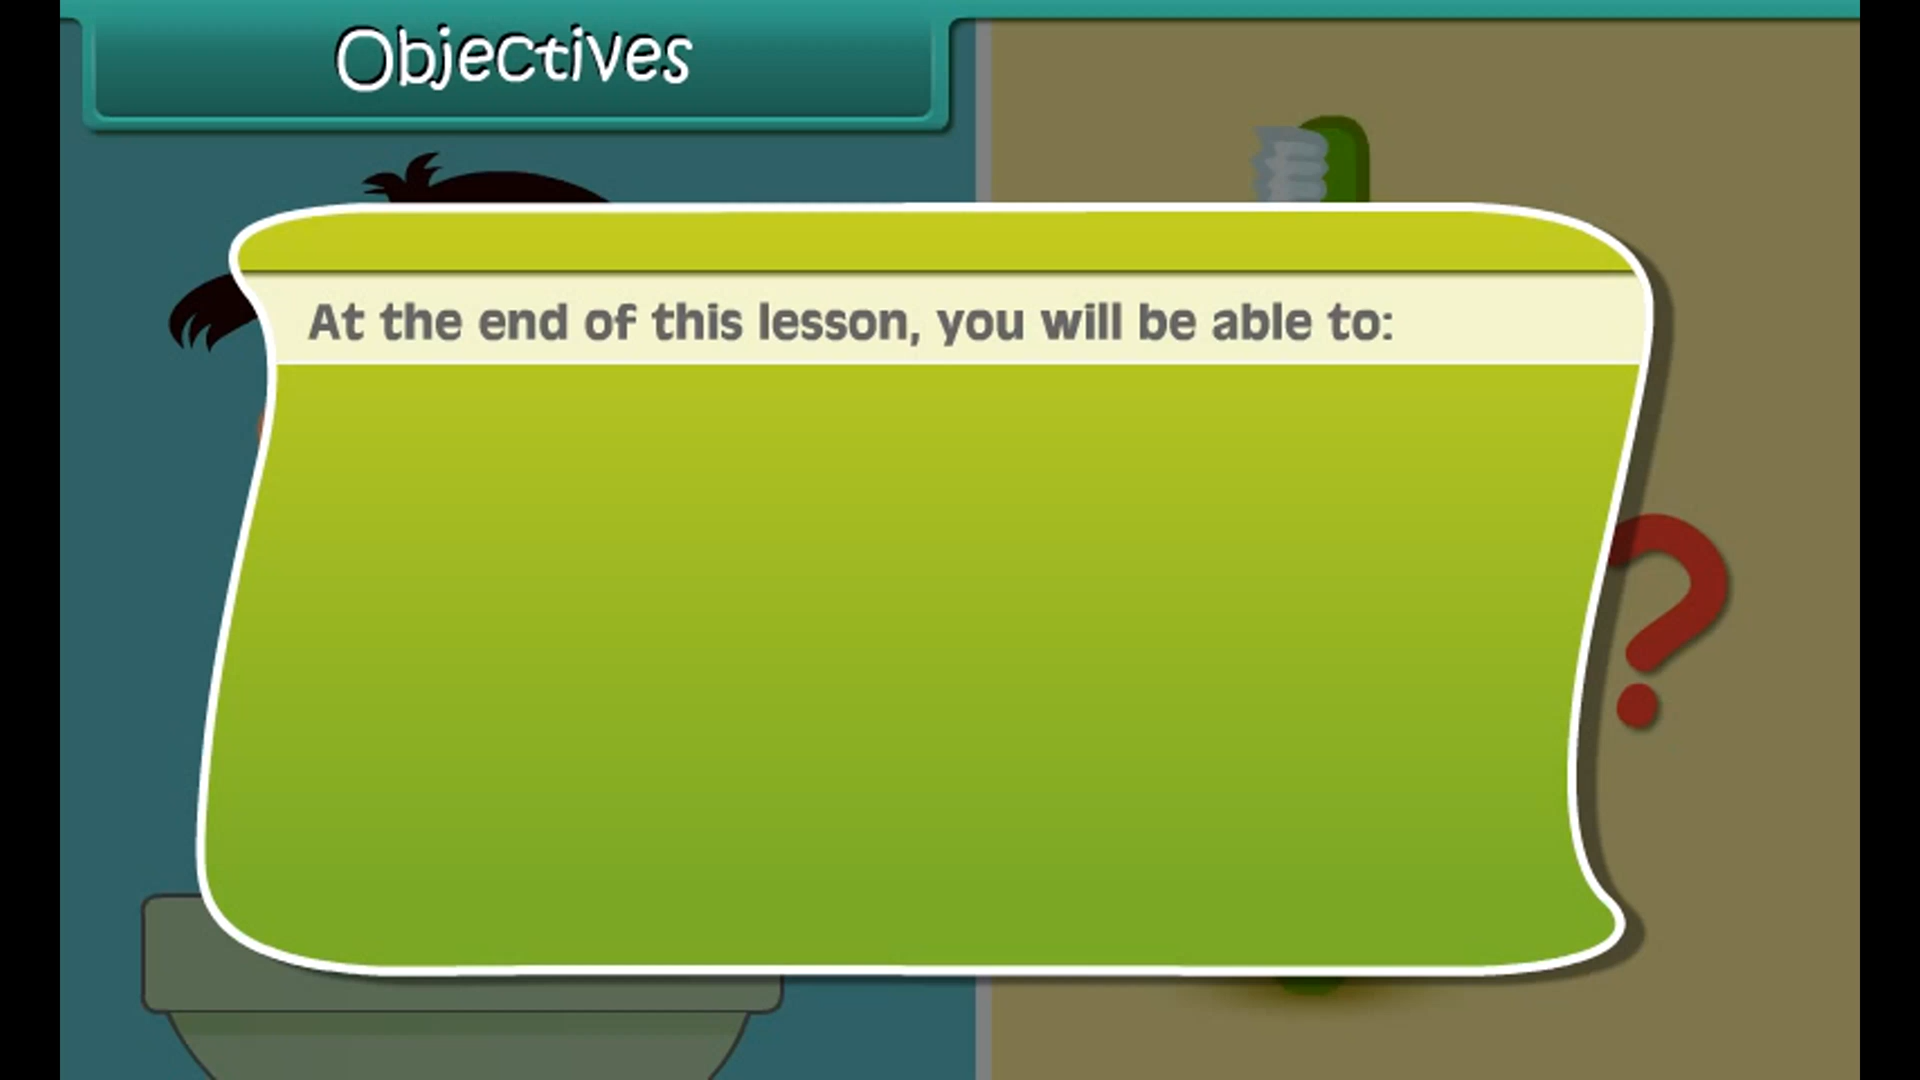 Objectives
At the end of this lesson, you will be able to:
?